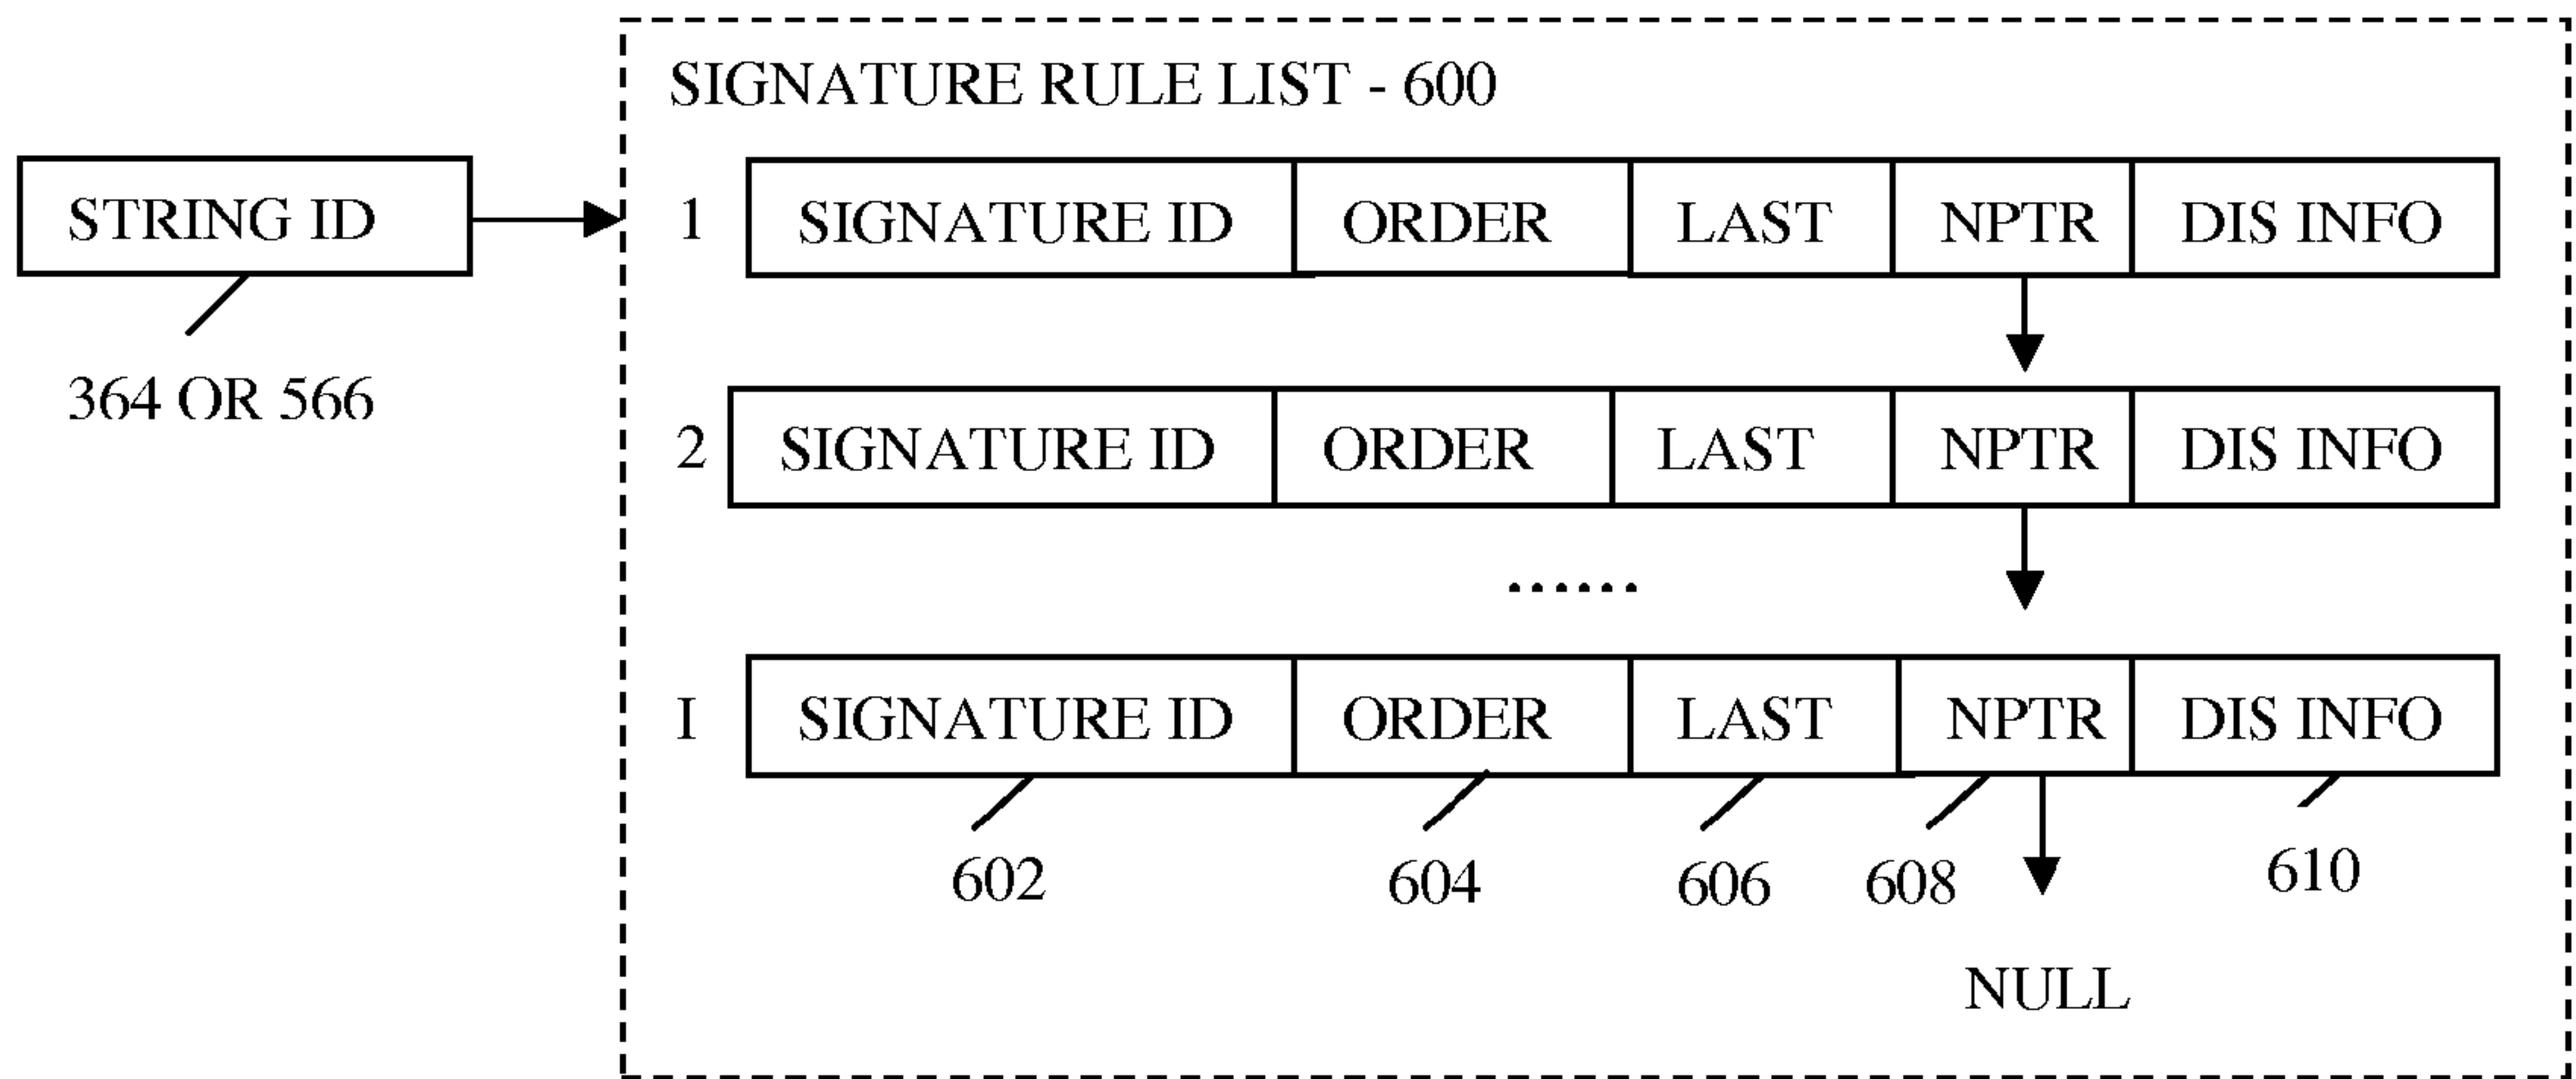 SIGNATURE RULE LIST - 600
STRING ID
364 OR 566
1 SIGNATURE ID ORDER LAST NPTR DIS INFO
2 SIGNATURE ID ORDER LAST NPTR DIS INFO
......
I SIGNATURE ID ORDER LAST NPTR DIS INFO
602 604 606 608 610
NULL